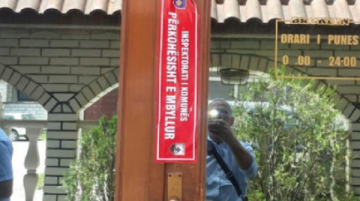 INSPEKTORATI I KOMUNËS
PËRKOHËSISHT E MBYLLUR
ORARI I PUNES
0 .00 - 24:00